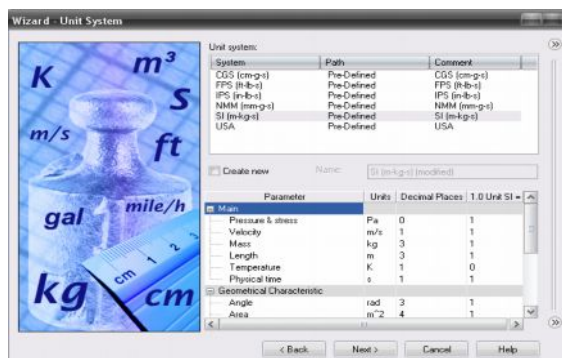 Wizard - Unit System
K
m³
s
m/s
ft
gal
mile/h
kg
cm 1 2 3
cm
Unit system:
System Path Comment
CGS (cm-g-s) Pre-Defined CGS (cm-g-s)
FPS (ft-lb-s) Pre-Defined FPS (ft-lb-s)
IPS (in-lb-s) Pre-Defined IPS (in-lb-s)
NMM (mm-g-s) Pre-Defined NMM (mm-g-s)
SI (m-kg-s) Pre-Defined SI (m-kg-s)
USA Pre-Defined USA
Create new Name: SI (m-kg-s) (modified)
Parameter Units Decimal Places 1.0 Unit SI =
Main
Pressure & stress Pa 0 1
Velocity m/s 1 1
Mass kg 3 1
Length m 3 1
Temperature K 1 0
Physical time s 1 1
Geometrical Characteristic
Angle rad 3 1
Area m^2 4 1
< Back Next > Cancel Help